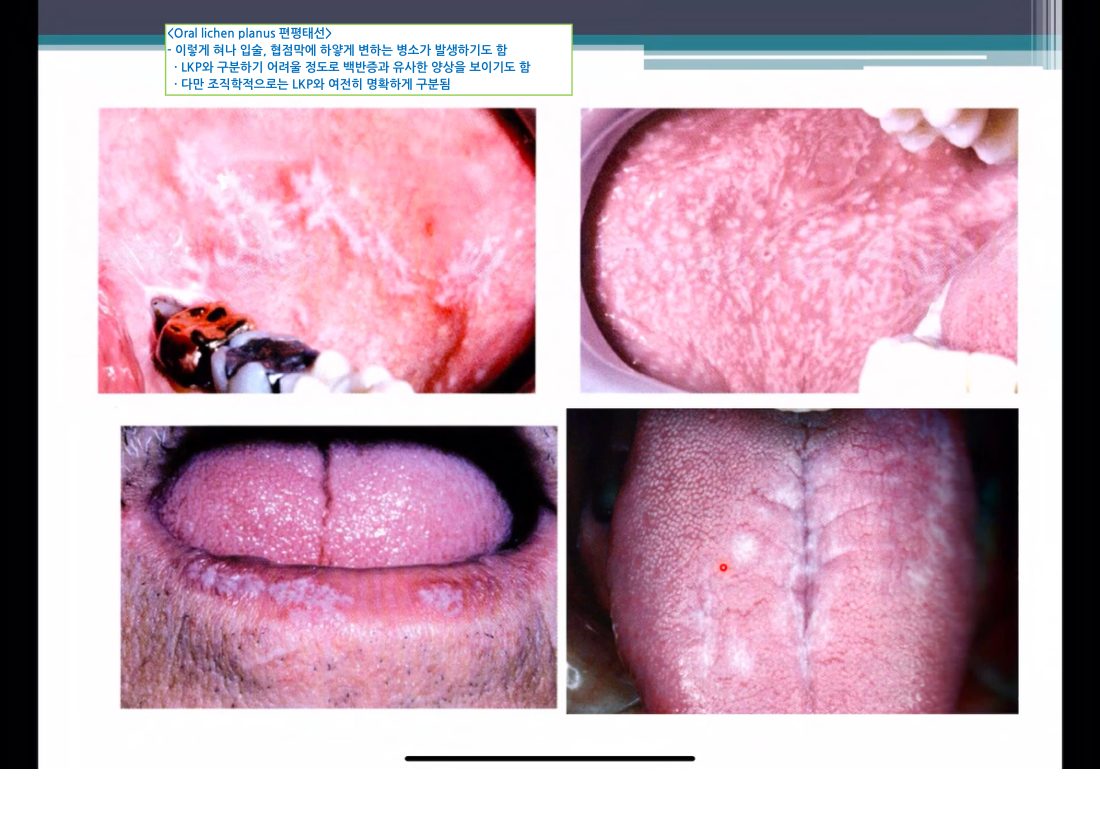 <Oral lichen planus 편평태선>
- 이렇게 혀나 입술, 협점막에 하얗게 변하는 병소가 발생하기도 함
· LKP와 구분하기 어려울 정도로 백반증과 유사한 양상을 보이기도 함
· 다만 조직학적으로는 LKP와 여전히 명확하게 구분됨